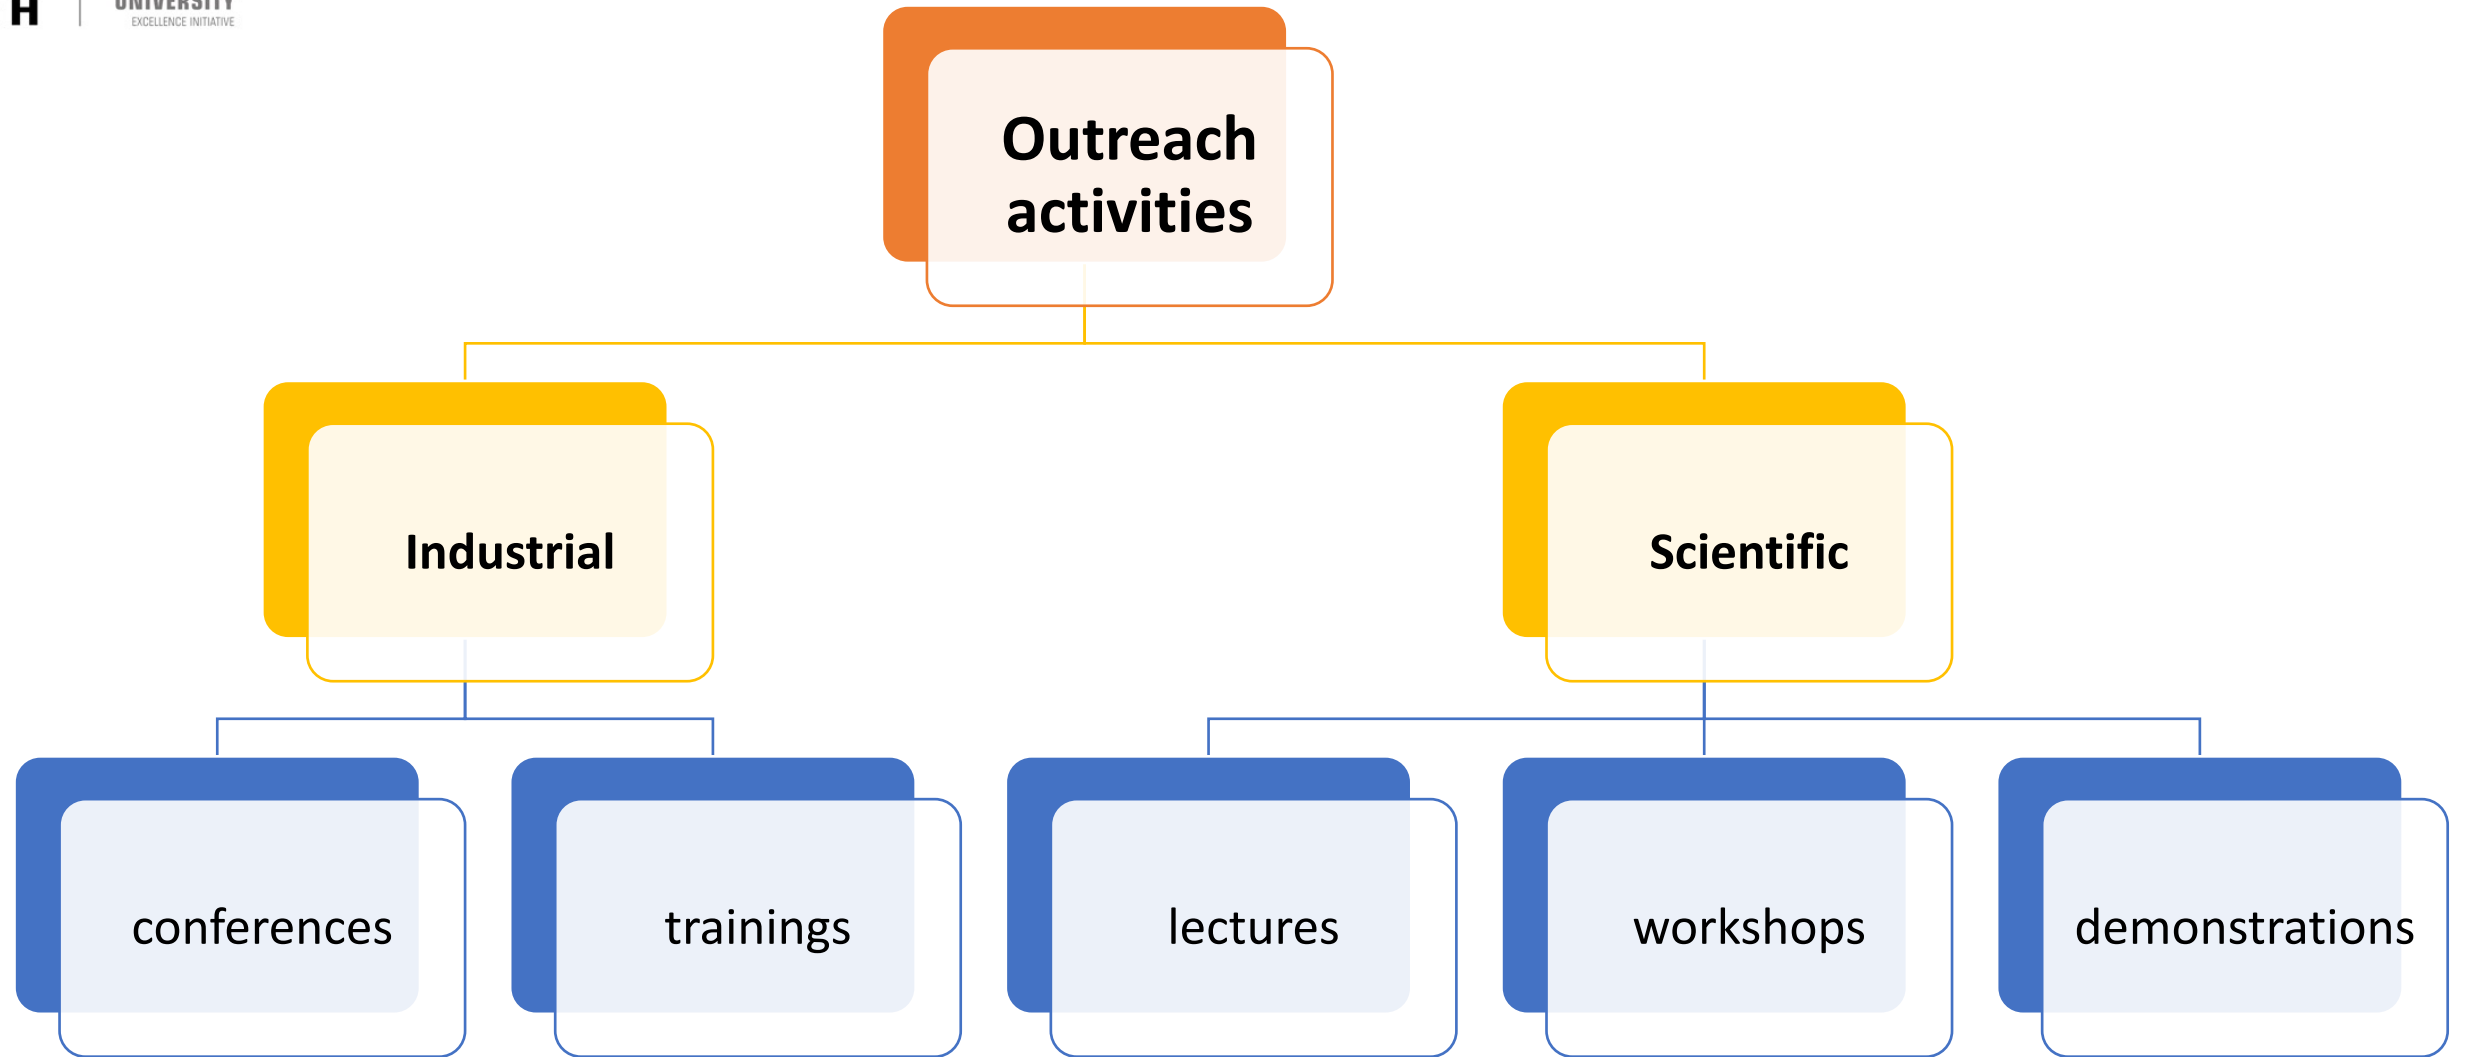 H
UNIVERSITY
EXCELLENCE INITIATIVE
Outreach
activities
Industrial
Scientific
conferences
trainings
lectures
workshops
demonstrations